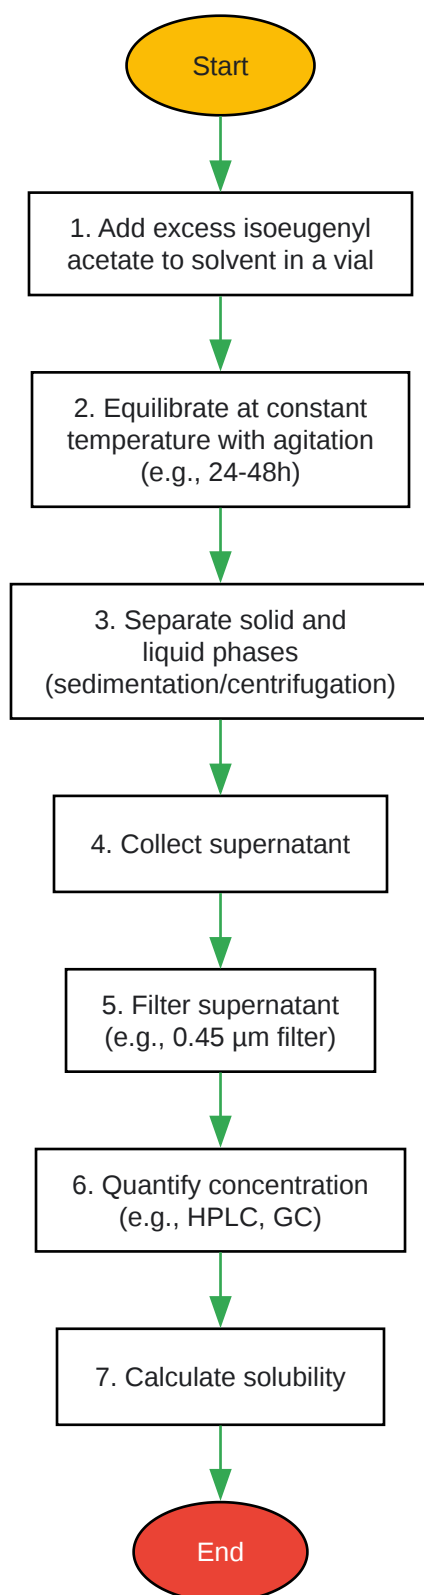 Start
1. Add excess isoeugenyl
acetate to solvent in a vial
2. Equilibrate at constant
temperature with agitation
(e.g., 24-48h)
3. Separate solid and
liquid phases
(sedimentation/centrifugation)
4. Collect supernatant
5. Filter supernatant
(e.g., 0.45 µm filter)
6. Quantify concentration
(e.g., HPLC, GC)
7. Calculate solubility
End